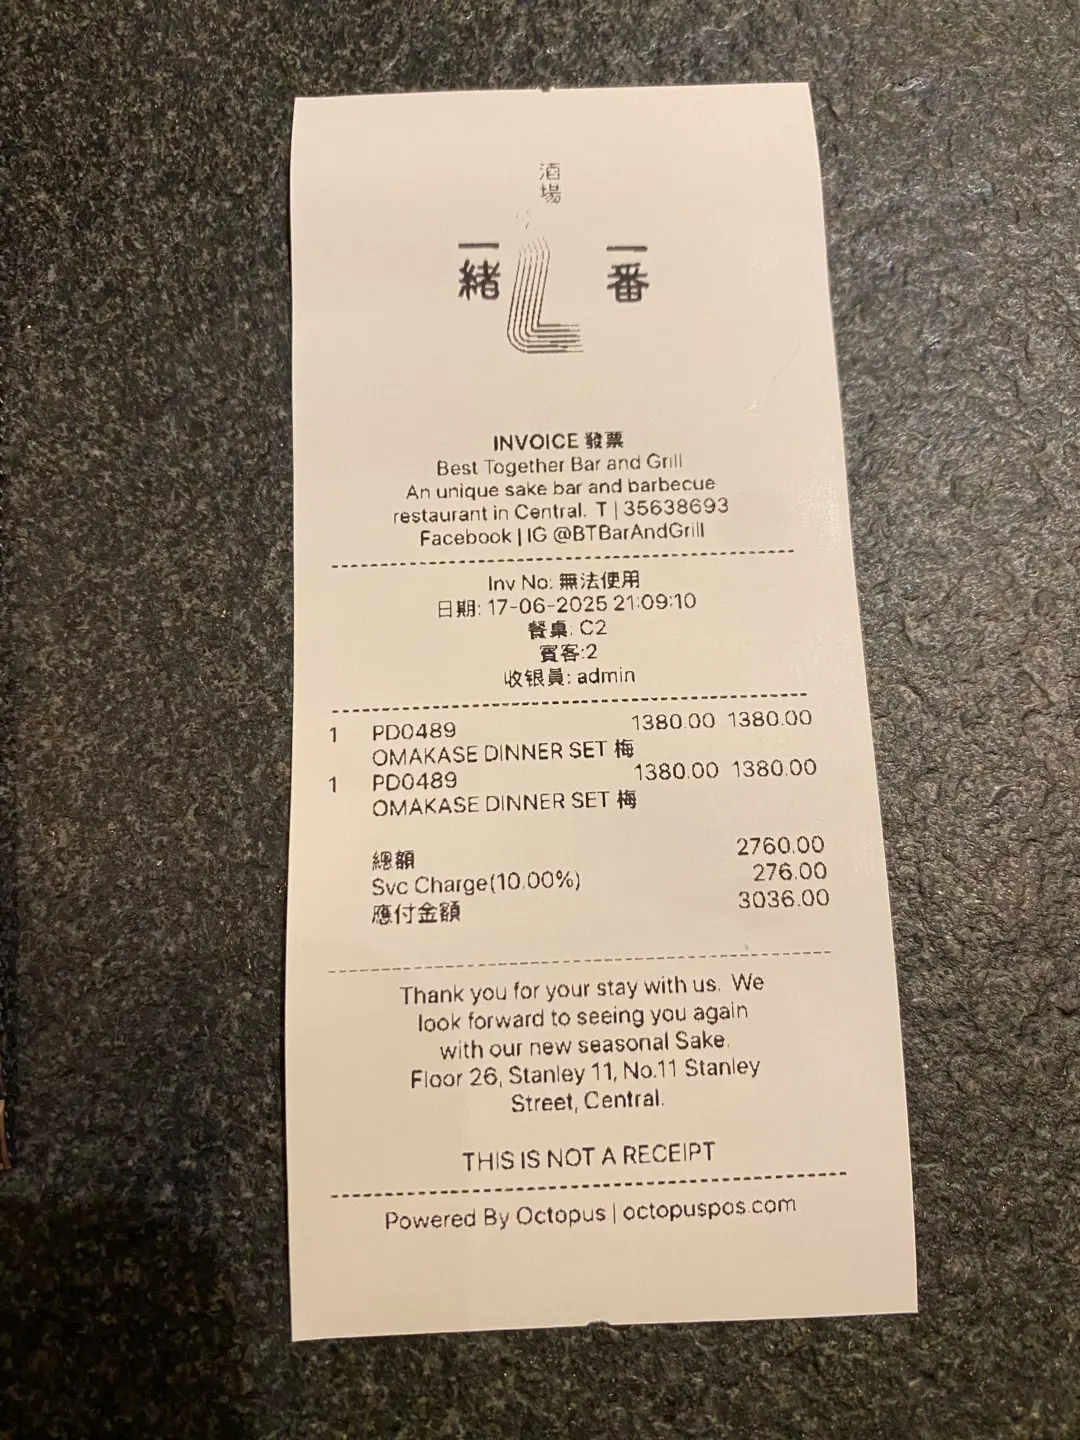 酒場
一緒 一番
INVOICE 發票
Best Together Bar and Grill
An unique sake bar and barbecue
restaurant in Central. T | 35638693
Facebook | IG @BTBarAndGrill
Inv No: 無法使用
日期: 17-06-2025 21:09:10
餐桌: C2
賓客:2
收银員: admin
1 PD0489 1380.00 1380.00
OMAKASE DINNER SET 梅
1 PD0489 1380.00 1380.00
OMAKASE DINNER SET 梅
總額 2760.00
Svc Charge(10.00%) 276.00
應付金額 3036.00
Thank you for your stay with us. We
look forward to seeing you again
with our new seasonal Sake.
Floor 26, Stanley 11, No.11 Stanley
Street, Central.
THIS IS NOT A RECEIPT
Powered By Octopus | octopuspos.com